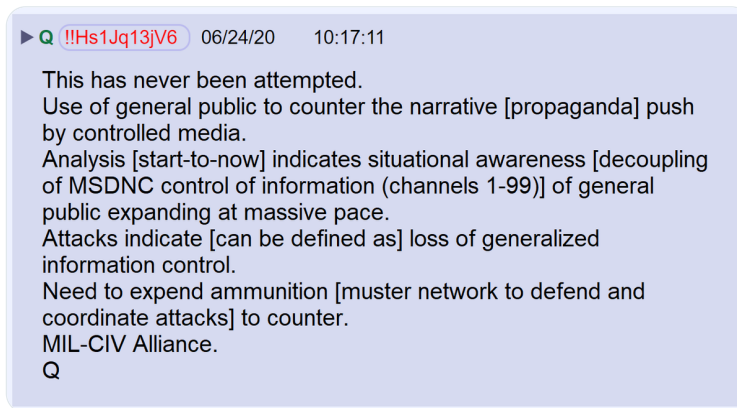 Q !!Hs1Jq13jV6 06/24/20 10:17:11
This has never been attempted.
Use of general public to counter the narrative [propaganda] push
by controlled media.
Analysis [start-to-now] indicates situational awareness [decoupling
of MSDNC control of information (channels 1-99)] of general
public expanding at massive pace.
Attacks indicate [can be defined as] loss of generalized
information control.
Need to expend ammunition [muster network to defend and
coordinate attacks] to counter.
MIL-CIV Alliance.
Q